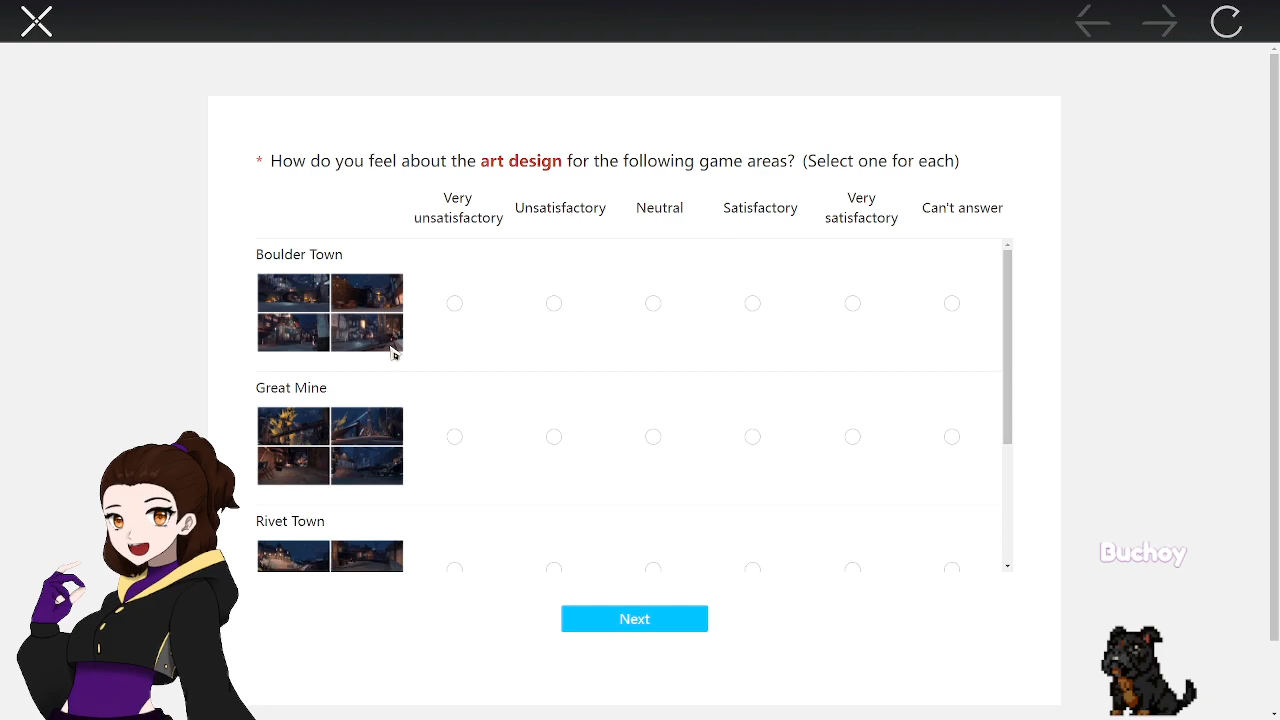 * How do you feel about the art design for the following game areas? (Select one for each)
Very unsatisfactory
Unsatisfactory
Neutral
Satisfactory
Very satisfactory
Can't answer
Boulder Town
Great Mine
Rivet Town
Buchoy
Next